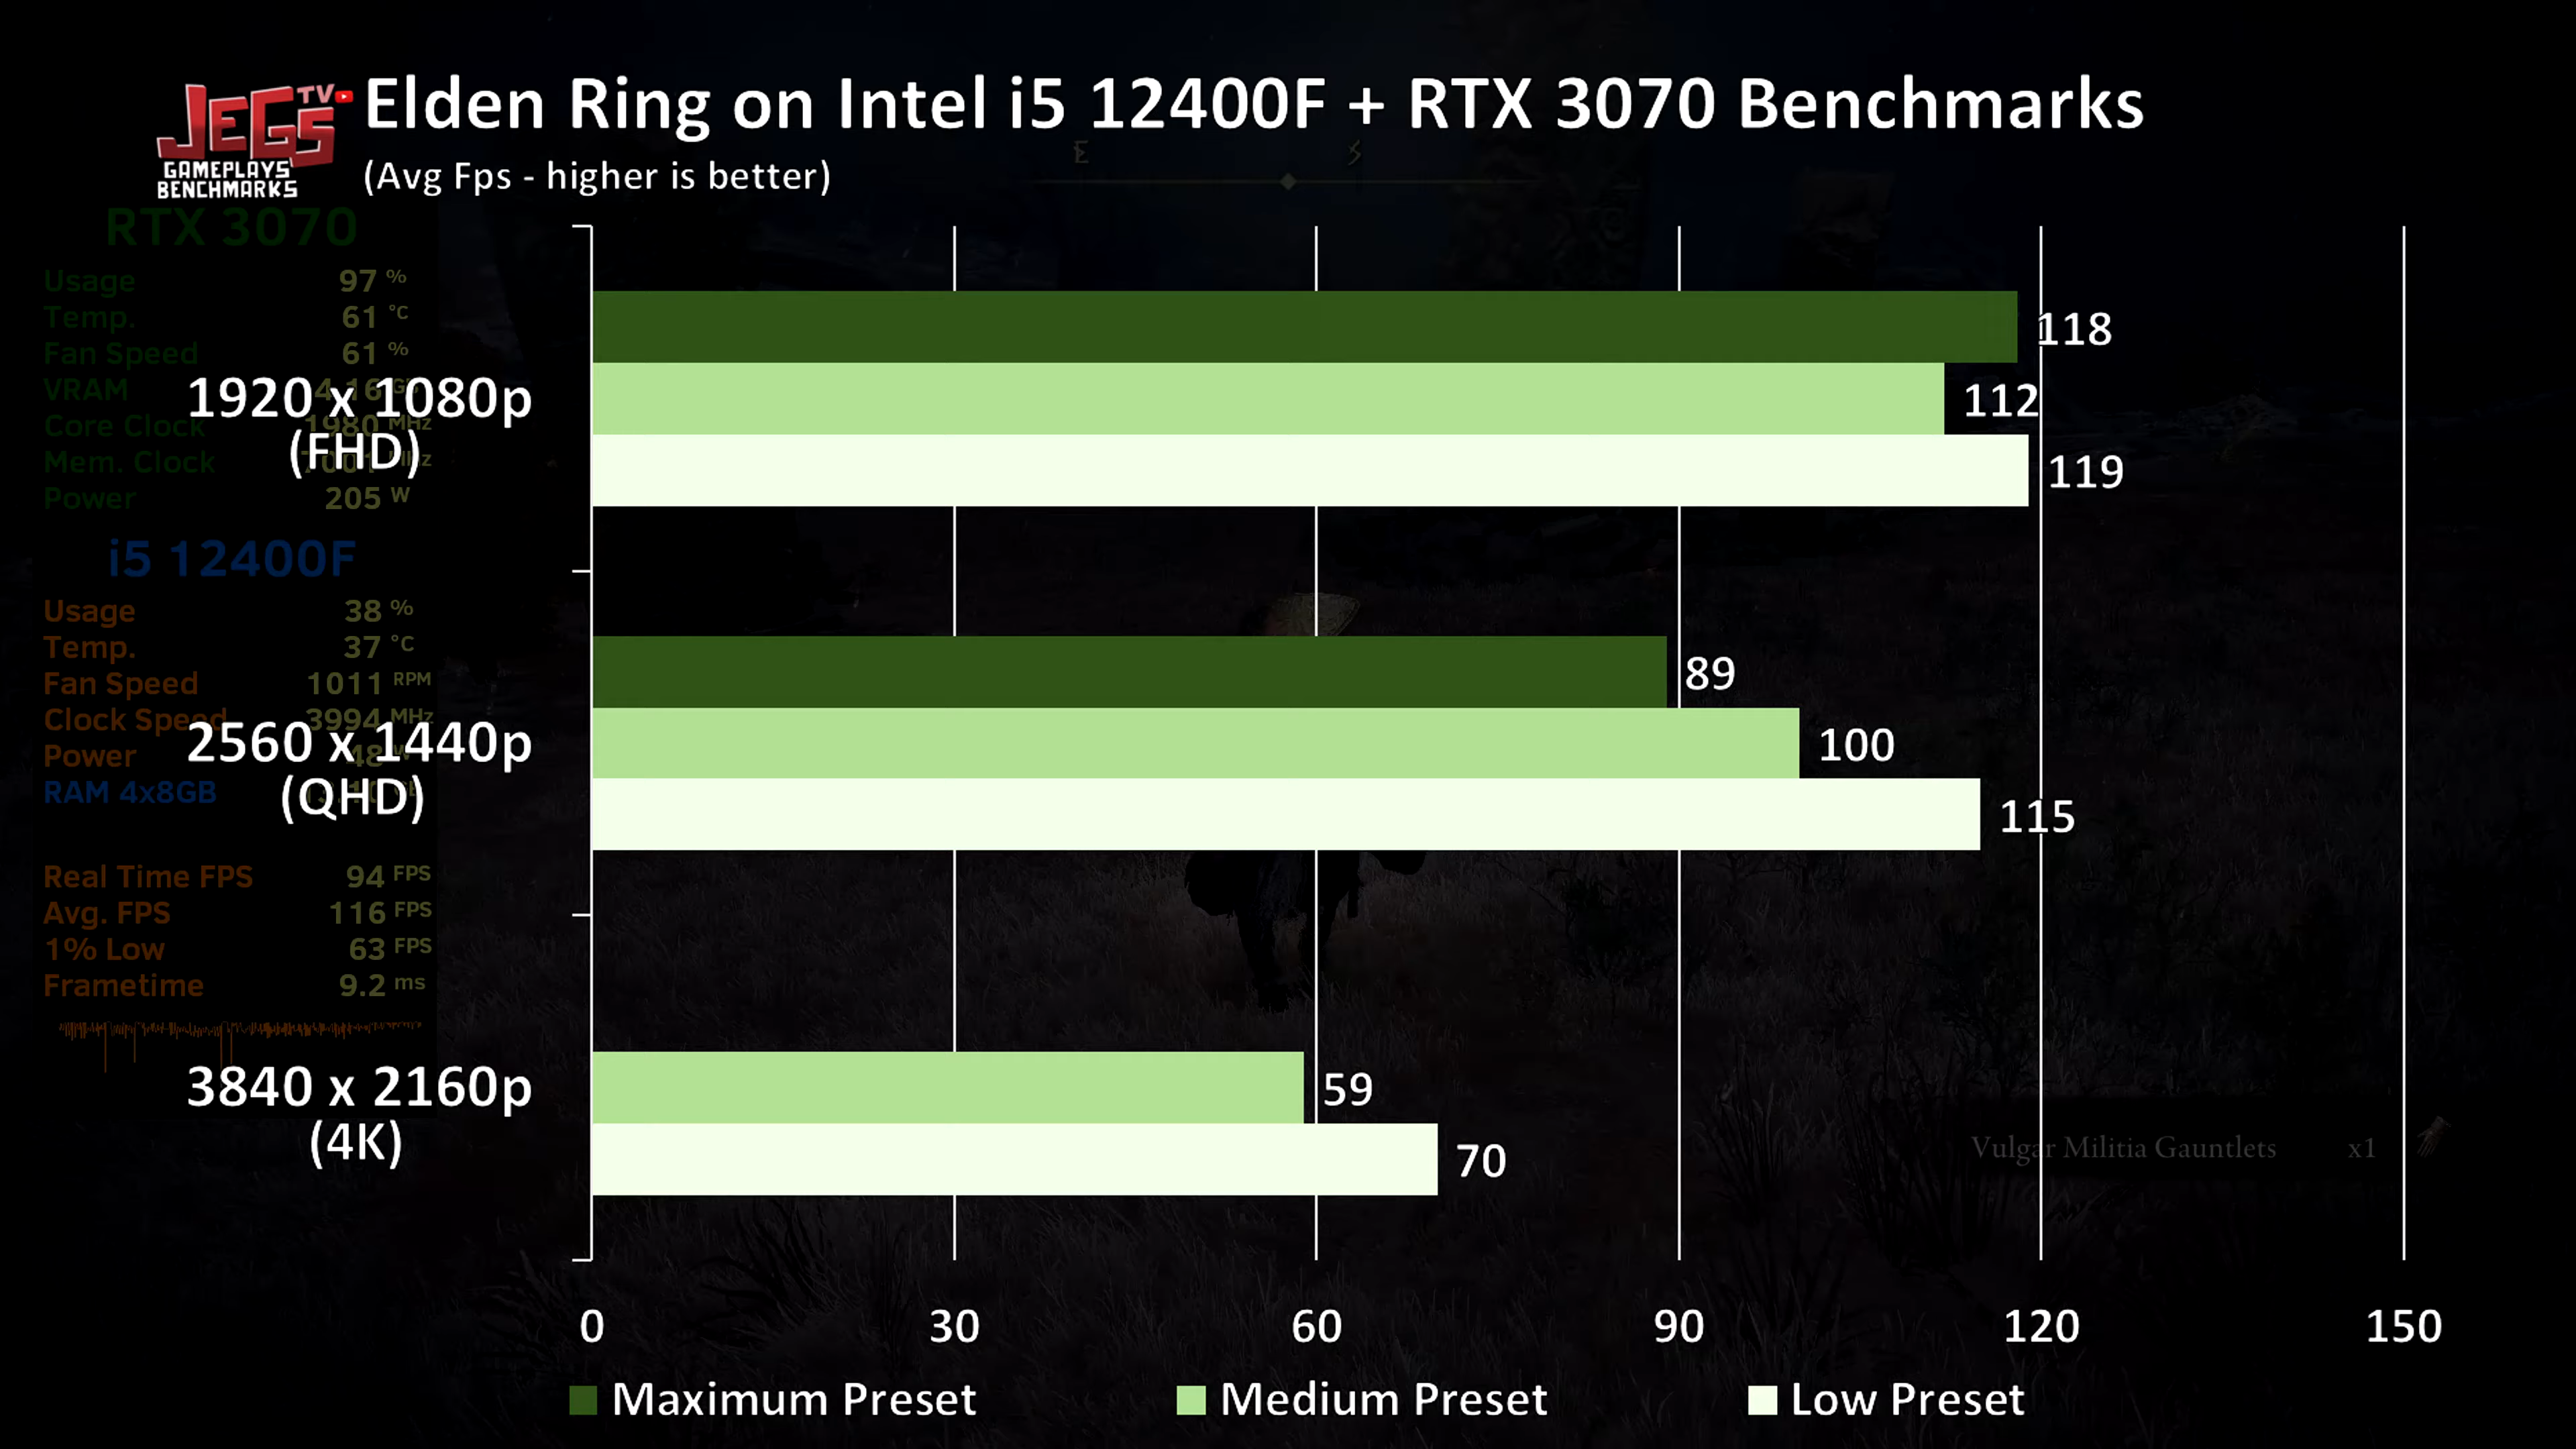 JEGS TV
GAMEPLAYS
BENCHMARKS
Elden Ring on Intel i5 12400F + RTX 3070 Benchmarks
(Avg Fps - higher is better)
E S
RTX 3070
Usage 97 %
Temp. 61 °C
Fan Speed 61 %
VRAM
Core Clock 1980 MHz
Mem. Clock 7001 MHz
Power 205 W
i5 12400F
Usage 38 %
Temp. 37 °C
Fan Speed 1011 RPM
Clock Speed 3994 MHz
Power 48 W
RAM 4x8GB
Real Time FPS 94 FPS
Avg. FPS 116 FPS
1% Low 63 FPS
Frametime 9.2 ms
1920 x 1080p
(FHD)
118
112
119
2560 x 1440p
(QHD)
89
100
115
3840 x 2160p
(4K)
59
70
Vulgar Militia Gauntlets x1
0 30 60 90 120 150
Maximum Preset Medium Preset Low Preset